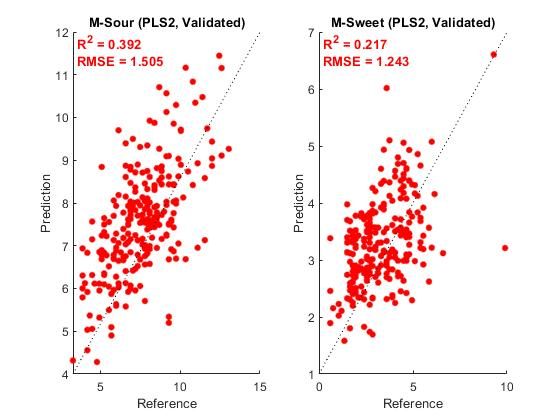 M-Sour (PLS2, Validated)
R² = 0.392
RMSE = 1.505
12
11
10
9
8
7
6
5
4
Prediction
5
10
15
Reference
M-Sweet (PLS2, Validated)
R² = 0.217
RMSE = 1.243
7
6
5
4
3
2
1
Prediction
0
5
10
Reference